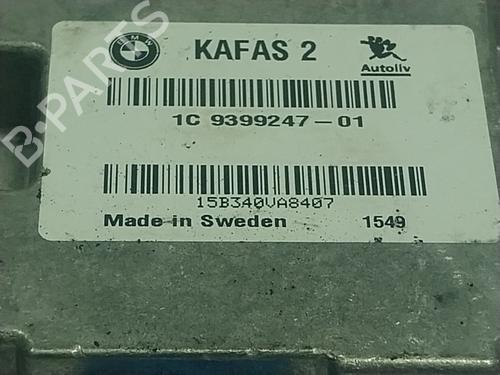 BMW
KAFAS 2
Autoliv
1C 9399247-01
15B340VA8407
Made in Sweden 1549
B-PARTS